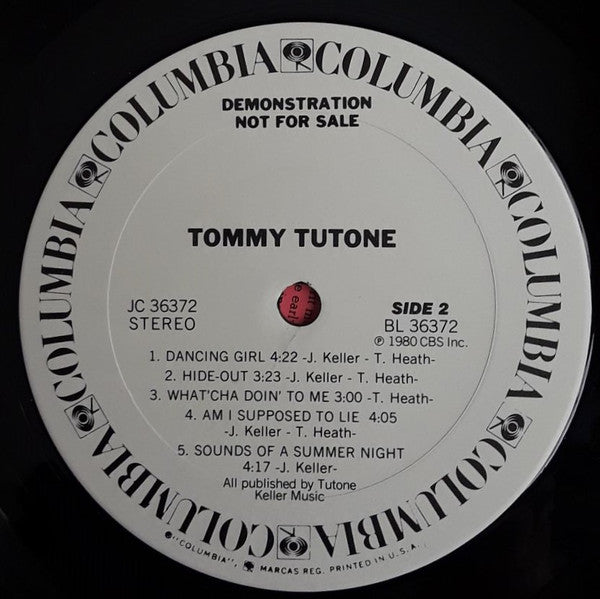 COLUMBIA COLUMBIA COLUMBIA COLUMBIA COLUMBIA COLUMBIA COLUMBIA COLUMBIA
DEMONSTRATION
NOT FOR SALE
TOMMY TUTONE
JC 36372
STEREO
SIDE 2
BL 36372
℗ 1980 CBS Inc.
1. DANCING GIRL 4:22 -J. Keller - T. Heath-
2. HIDE-OUT 3:23 -J. Keller - T. Heath-
3. WHAT'CHA DOIN' TO ME 3:00 -T. Heath-
4. AM I SUPPOSED TO LIE 4:05
-J. Keller - T. Heath-
5. SOUNDS OF A SUMMER NIGHT
4:17 -J. Keller-
All published by Tutone
Keller Music
"COLUMBIA", MARCAS REG. PRINTED IN U.S.A.